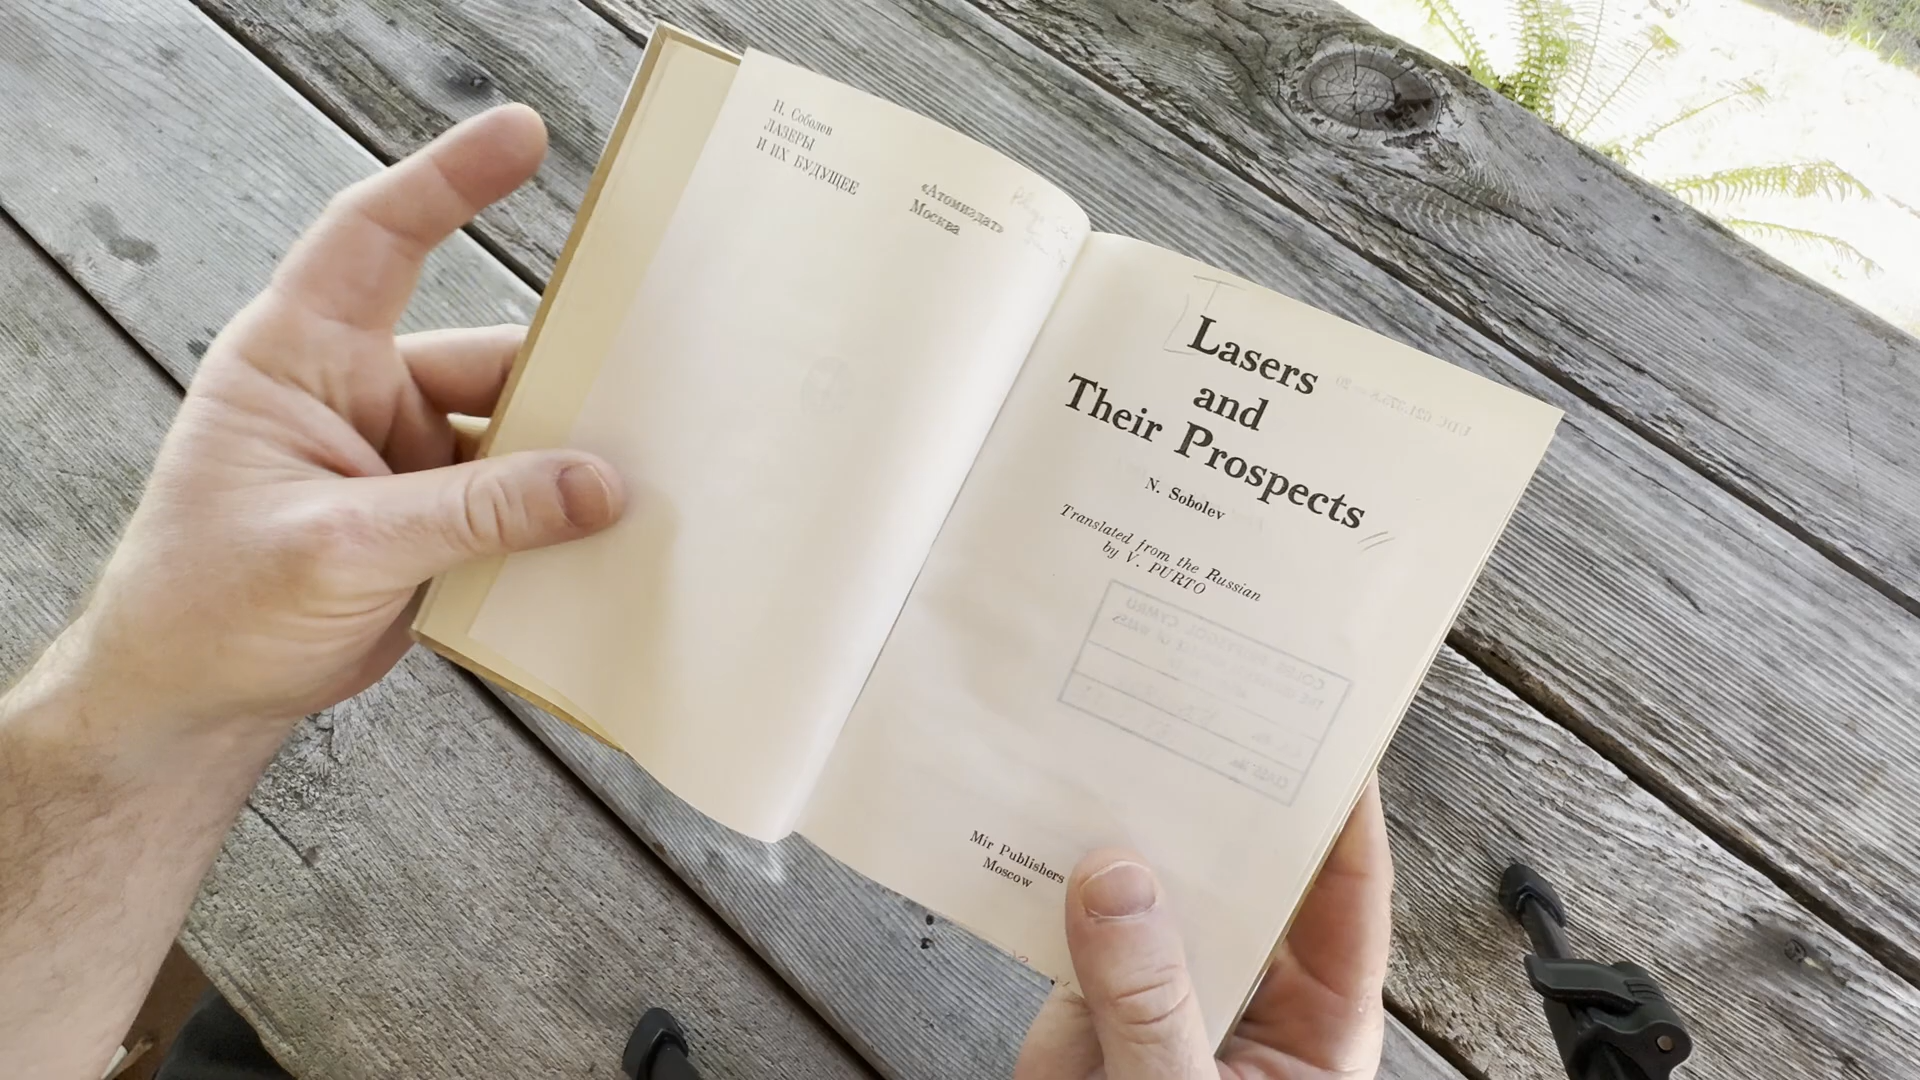 Н. Соболев
ЛАЗЕРЫ
И ИХ БУДУЩЕЕ
«Атомиздат»
Москва
Lasers
and
Their Prospects
N. Sobolev
Translated from the Russian
by V. PURTO
Mir Publishers
Moscow